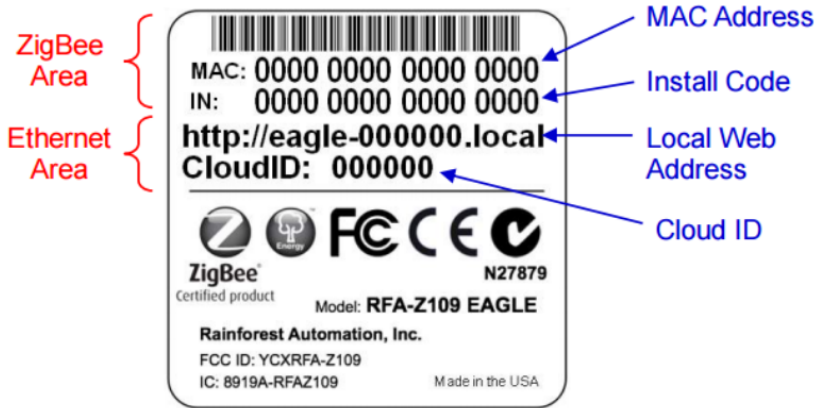 ZigBee
Area
MAC: 0000 0000 0000 0000
MAC Address
IN: 0000 0000 0000 0000
Install Code
Ethernet
Area
http://eagle-000000.local
Local Web
Address
CloudID: 000000
Cloud ID
Energy
FC CE
ZigBee
Certified product
N27879
Model: RFA-Z109 EAGLE
Rainforest Automation, Inc.
FCC ID: YCXRFA-Z109
IC: 8919A-RFAZ109
Made in the USA